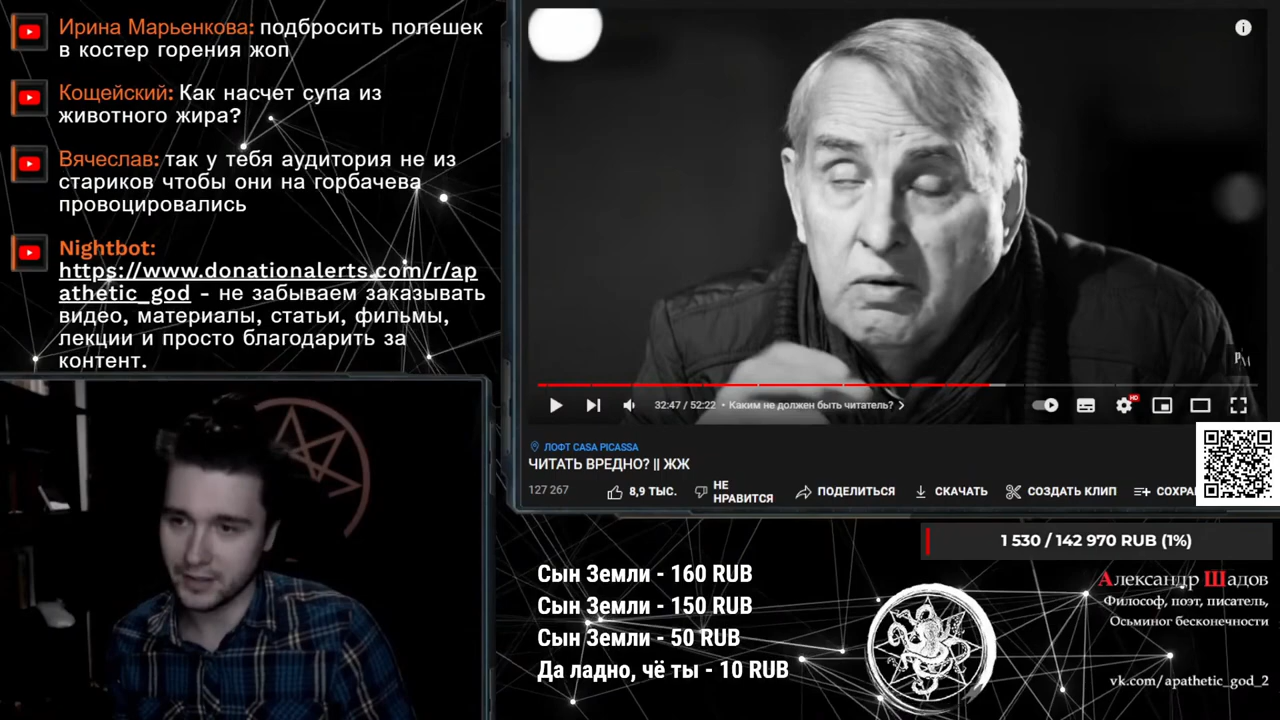 Ирина Марьенкова: подбросить полешек
в костер горения жоп
Кощейский: Как насчет супа из
животного жира?
Вячеслав: так у тебя аудитория не из
стариков чтобы они на горбачева
провоцировались
Nightbot:
https://www.donationalerts.com/r/ap
athetic_god - не забываем заказывать
видео, материалы, статьи, фильмы,
лекции и просто благодарить за
контент.
32:47 / 52:22 • Каким не должен быть читатель?
HD
ЛОФТ CASA PICASSA
ЧИТАТЬ ВРЕДНО? || ЖЖ
127 267
8,9 ТЫС.
НЕ
НРАВИТСЯ
ПОДЕЛИТЬСЯ
СКАЧАТЬ
СОЗДАТЬ КЛИП
1 530 / 142 970 RUB (1%)
Сын Земли - 160 RUB
Сын Земли - 150 RUB
Сын Земли - 50 RUB
Да ладно, чё ты - 10 RUB
Александр Шадов
Философ, поэт, писатель,
Осьминог бесконечности
vk.com/apathetic_god_2